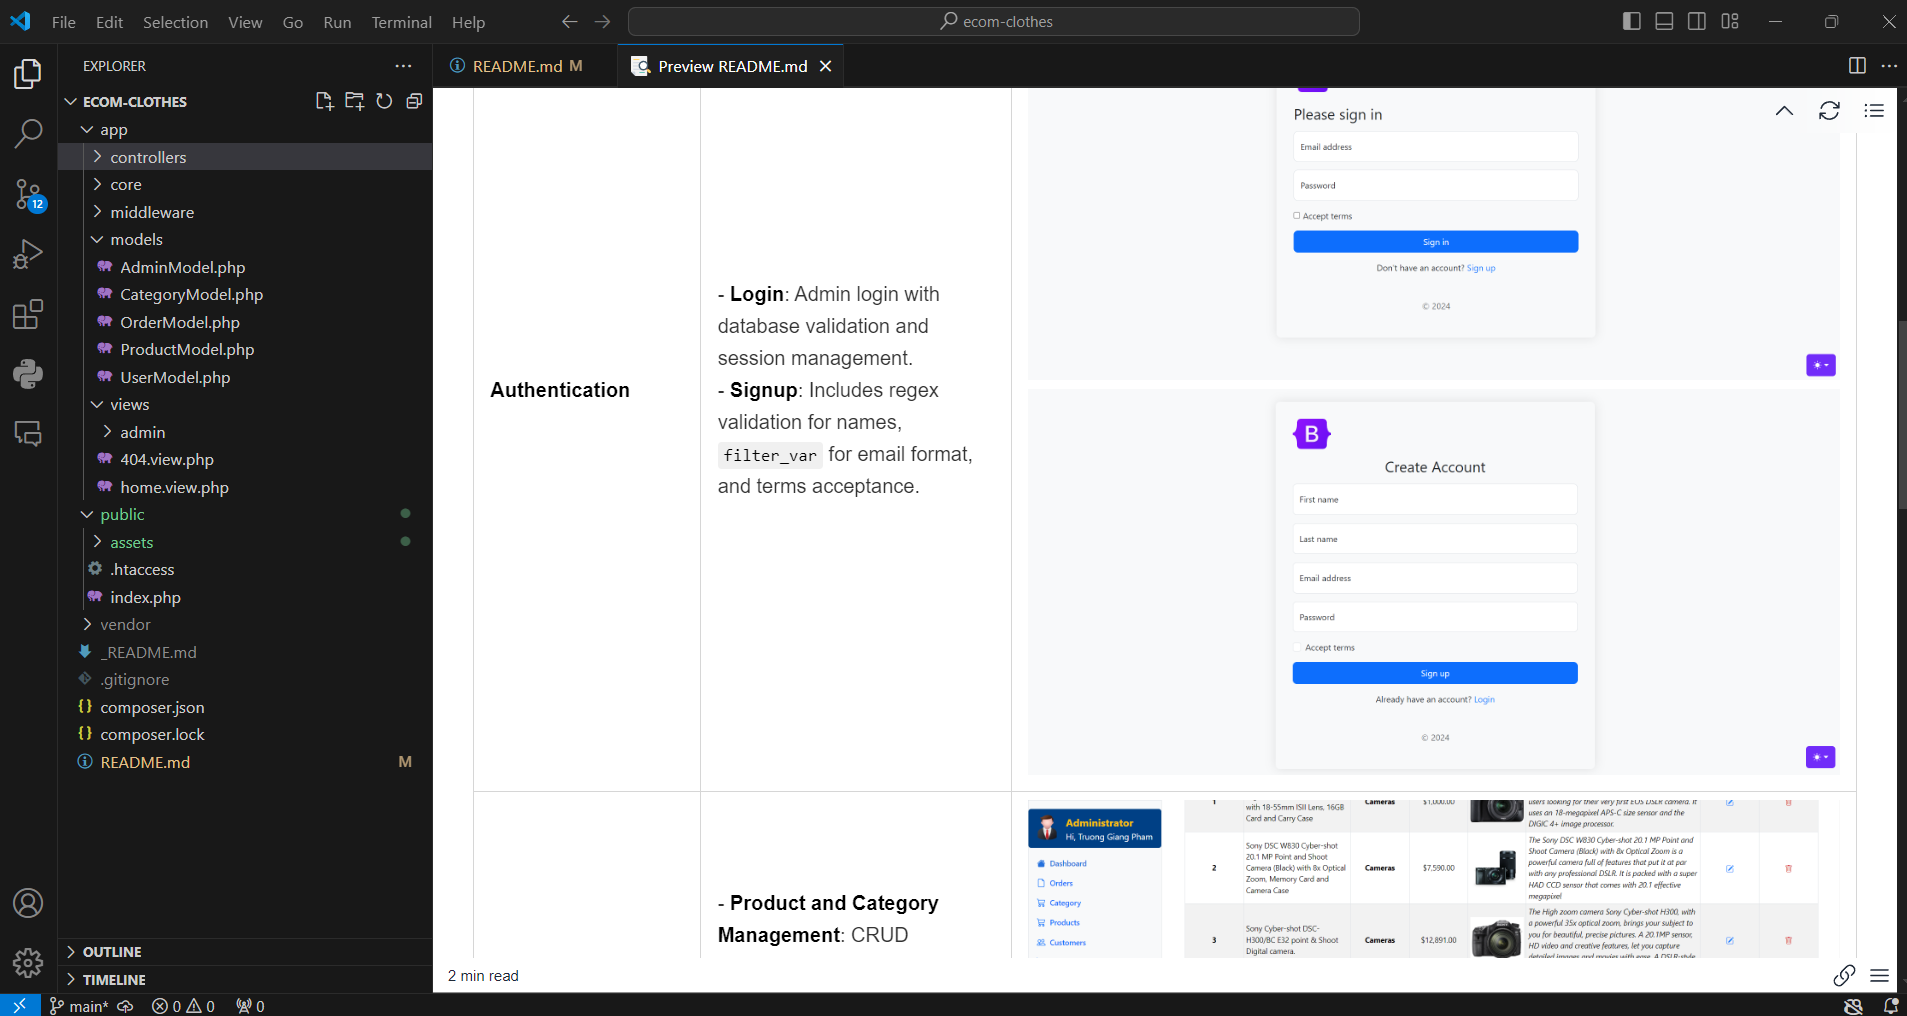 File Edit Selection View Go Run Terminal Help
ecom-clothes
EXPLORER
ECOM-CLOTHES
app
controllers
core
middleware
models
AdminModel.php
CategoryModel.php
OrderModel.php
ProductModel.php
UserModel.php
views
admin
404.view.php
home.view.php
public
assets
.htaccess
index.php
vendor
_README.md
.gitignore
composer.json
composer.lock
README.md M
OUTLINE
TIMELINE
12
README.md M
Preview README.md
Authentication
- Login: Admin login with
database validation and
session management.
- Signup: Includes regex
validation for names,
filter_var for email format,
and terms acceptance.
Please sign in
Email address
Password
Accept terms
Sign in
Don't have an account? Sign up
© 2024
B
Create Account
First name
Last name
Email address
Password
Accept terms
Sign up
Already have an account? Login
© 2024
- Product and Category
Management: CRUD
Administrator
Hi, Truong Giang Pham
Dashboard
Orders
Category
Products
Customers
1
with 18-55mm ISII Lens, 16GB
Card and Carry Case
Cameras
$1,000.00
users looking for their very first EOS DSLR camera. It
uses an 18-megapixel APS-C size sensor and the
DIGIC 4+ image processor.
2
Sony DSC W830 Cyber-shot
20.1 MP Point and Shoot
Camera (Black) with 8x Optical
Zoom, Memory Card and
Camera Case
Cameras
$7,590.00
The Sony DSC W830 Cyber-shot 20.1 MP Point and
Shoot Camera (Black) with 8x Optical Zoom is a
powerful camera full of features that put it at par
with any professional DSLR. It is packed with a super
HAD CCD sensor that comes with 20.1 effective
megapixel
3
Sony Cyber-shot DSC-
H300/BC E32 point & Shoot
Digital camera.
Cameras
$12,891.00
The High zoom camera Sony Cyber-shot H300, with
a powerful 35x optical zoom, brings your subject to
you for beautiful, precise pictures. A 20.1MP sensor,
HD video and creative features, let you capture
detailed images and movies with ease. A DSLR-style
2 min read
main* 0 0 0